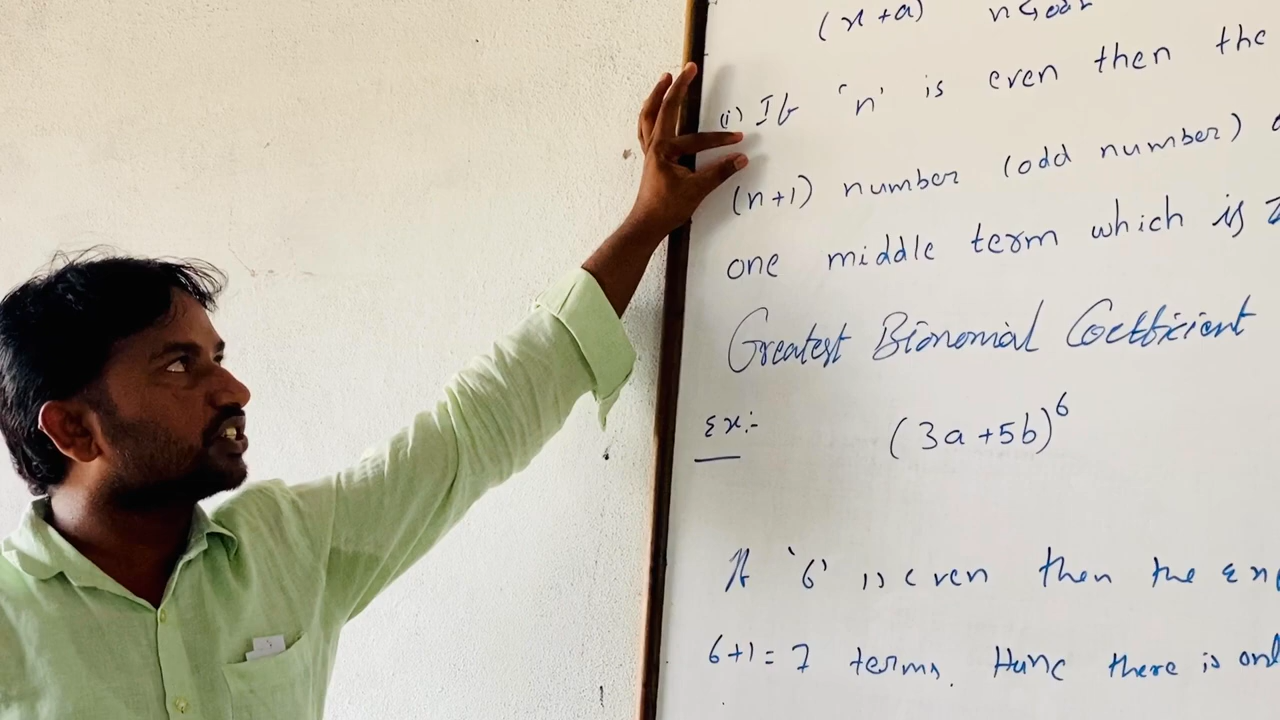 (x+a) n
(i) If 'n' is even then the
(n+1) number (odd number)
one middle term which is
Greatest Binomial Coefficient
Ex:- (3a+5b)⁶
If '6' is even then the Exp
6+1=7 terms. Hence there is onl